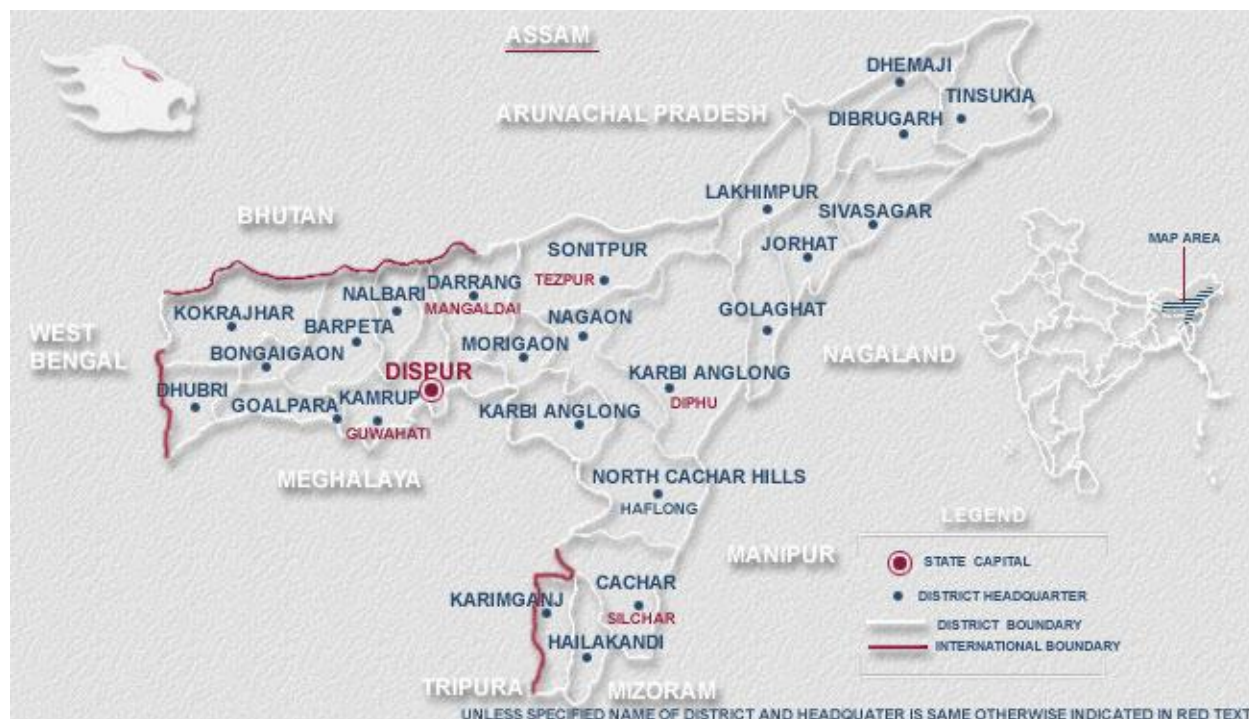 ASSAM
DHEMAJI
TINSUKIA
ARUNACHAL PRADESH
DIBRUGARH
LAKHIMPUR
SIVASAGAR
BHUTAN
JORHAT
MAP AREA
SONITPUR
TEZPUR
DARRANG
MANGALDAI
NALBARI
KOKRAJHAR
BARPETA
NAGAON
GOLAGHAT
WEST
BENGAL
BONGAIGAON
MORIGAON
NAGALAND
DISPUR
KARBI ANGLONG
DIPHU
DHUBRI
GOALPARA
KAMRUP
GUWAHATI
KARBI ANGLONG
MEGHALAYA
NORTH CACHAR HILLS
HAFLONG
LEGEND
MANIPUR
STATE CAPITAL
CACHAR
SILCHAR
DISTRICT HEADQUARTER
KARIMGANJ
DISTRICT BOUNDARY
HAILAKANDI
INTERNATIONAL BOUNDARY
TRIPURA
MIZORAM
UNLESS SPECIFIED NAME OF DISTRICT AND HEADQUATER IS SAME OTHERWISE INDICATED IN RED TEXT